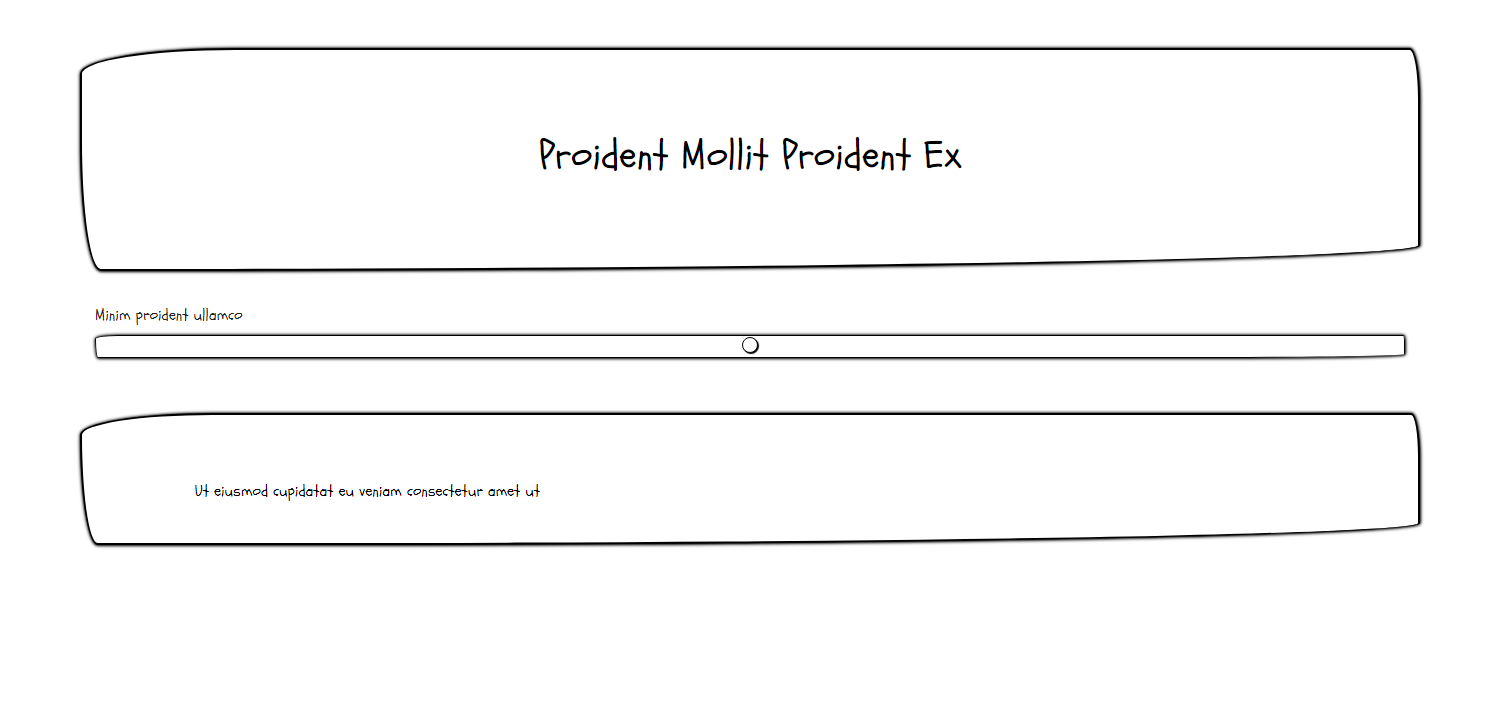 Proident Mollit Proident Ex
Minim proident ullamco
Ut eiusmod cupidatat eu veniam consectetur amet ut